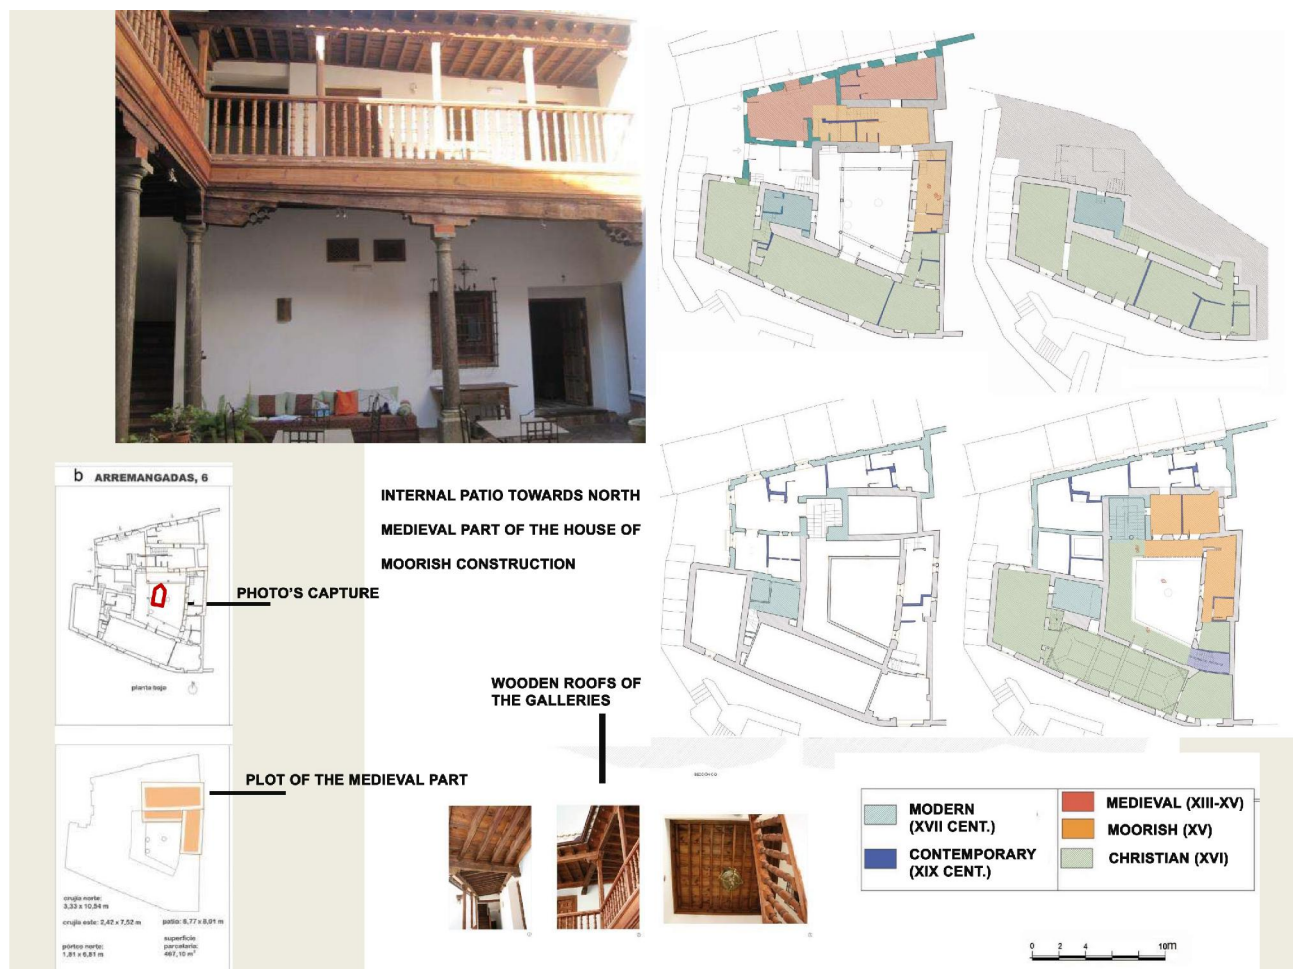 b ARREMANGADAS, 6
planta baja
N
PHOTO'S CAPTURE
INTERNAL PATIO TOWARDS NORTH
MEDIEVAL PART OF THE HOUSE OF
MOORISH CONSTRUCTION
WOODEN ROOFS OF
THE GALLERIES
PLOT OF THE MEDIEVAL PART
crujía norte:
3,33 x 10,54 m
crujía este: 2,42 x 7,52 m
patio: 6,77 x 8,01 m
pórtco norte:
1,81 x 6,81 m
superficie
parcelaria:
467,10 m²
MODERN
(XVII CENT.)
CONTEMPORARY
(XIX CENT.)
MEDIEVAL (XIII-XV)
MOORISH (XV)
CHRISTIAN (XVI)
0 2 4 10m